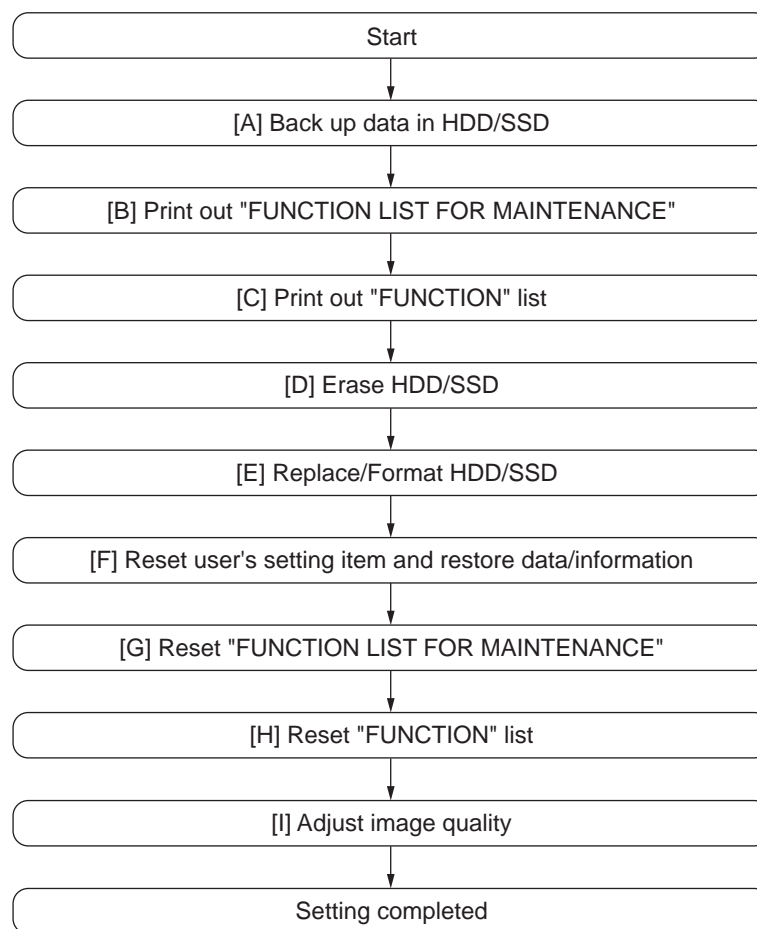 Start
[A] Back up data in HDD/SSD
[B] Print out "FUNCTION LIST FOR MAINTENANCE"
[C] Print out "FUNCTION" list
[D] Erase HDD/SSD
[E] Replace/Format HDD/SSD
[F] Reset user's setting item and restore data/information
[G] Reset "FUNCTION LIST FOR MAINTENANCE"
[H] Reset "FUNCTION" list
[I] Adjust image quality
Setting completed